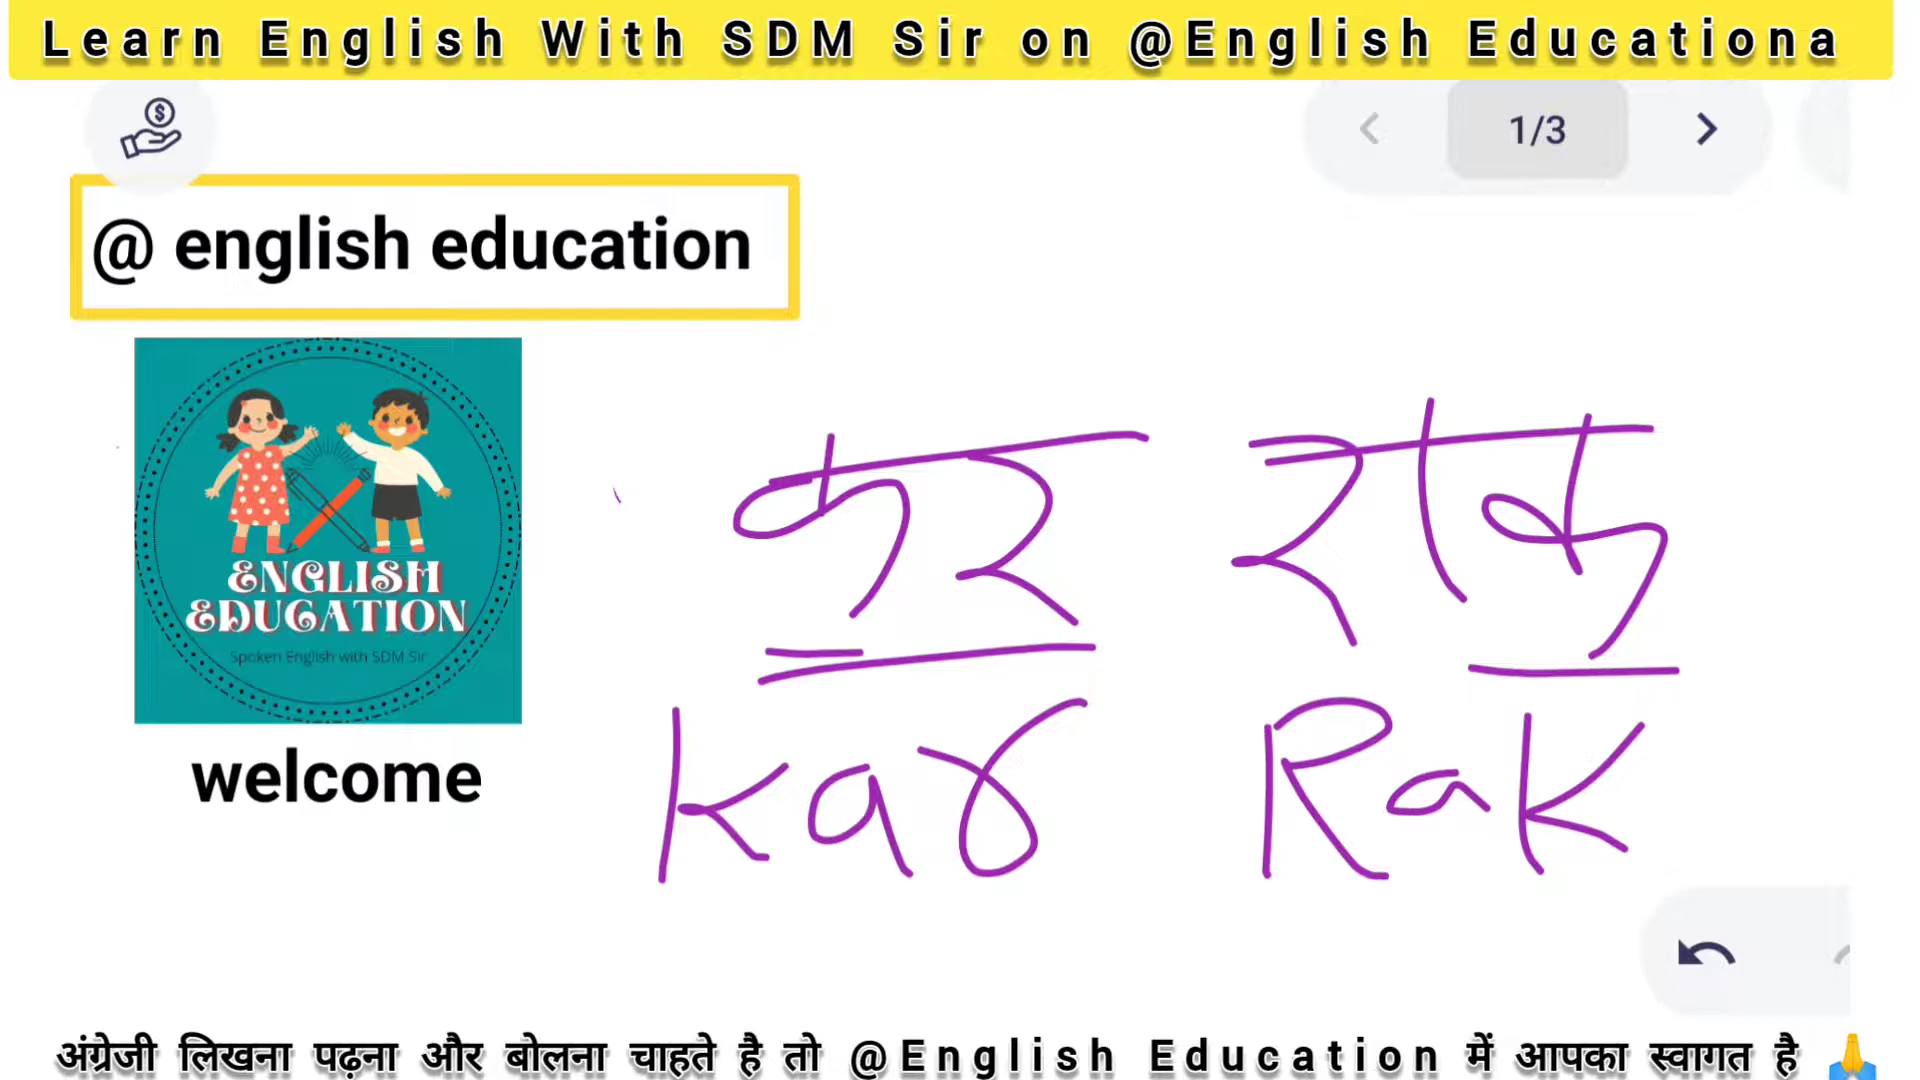 Learn English With SDM Sir on @English Educationa
1/3
@ english education
ENGLISH
EDUCATION
Spoken English with SDM Sir
welcome
कर राक
kar Rak
अंग्रेजी लिखना पढ़ना और बोलना चाहते है तो @English Education में आपका स्वागत है 🙏